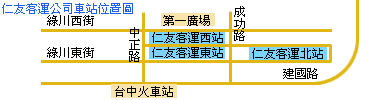 仁友客運公司車站位置圖
綠川西街
第一廣場
成功路
中正路
仁友客運西站
綠川東街
仁友客運東站
仁友客運北站
建國路
台中火車站